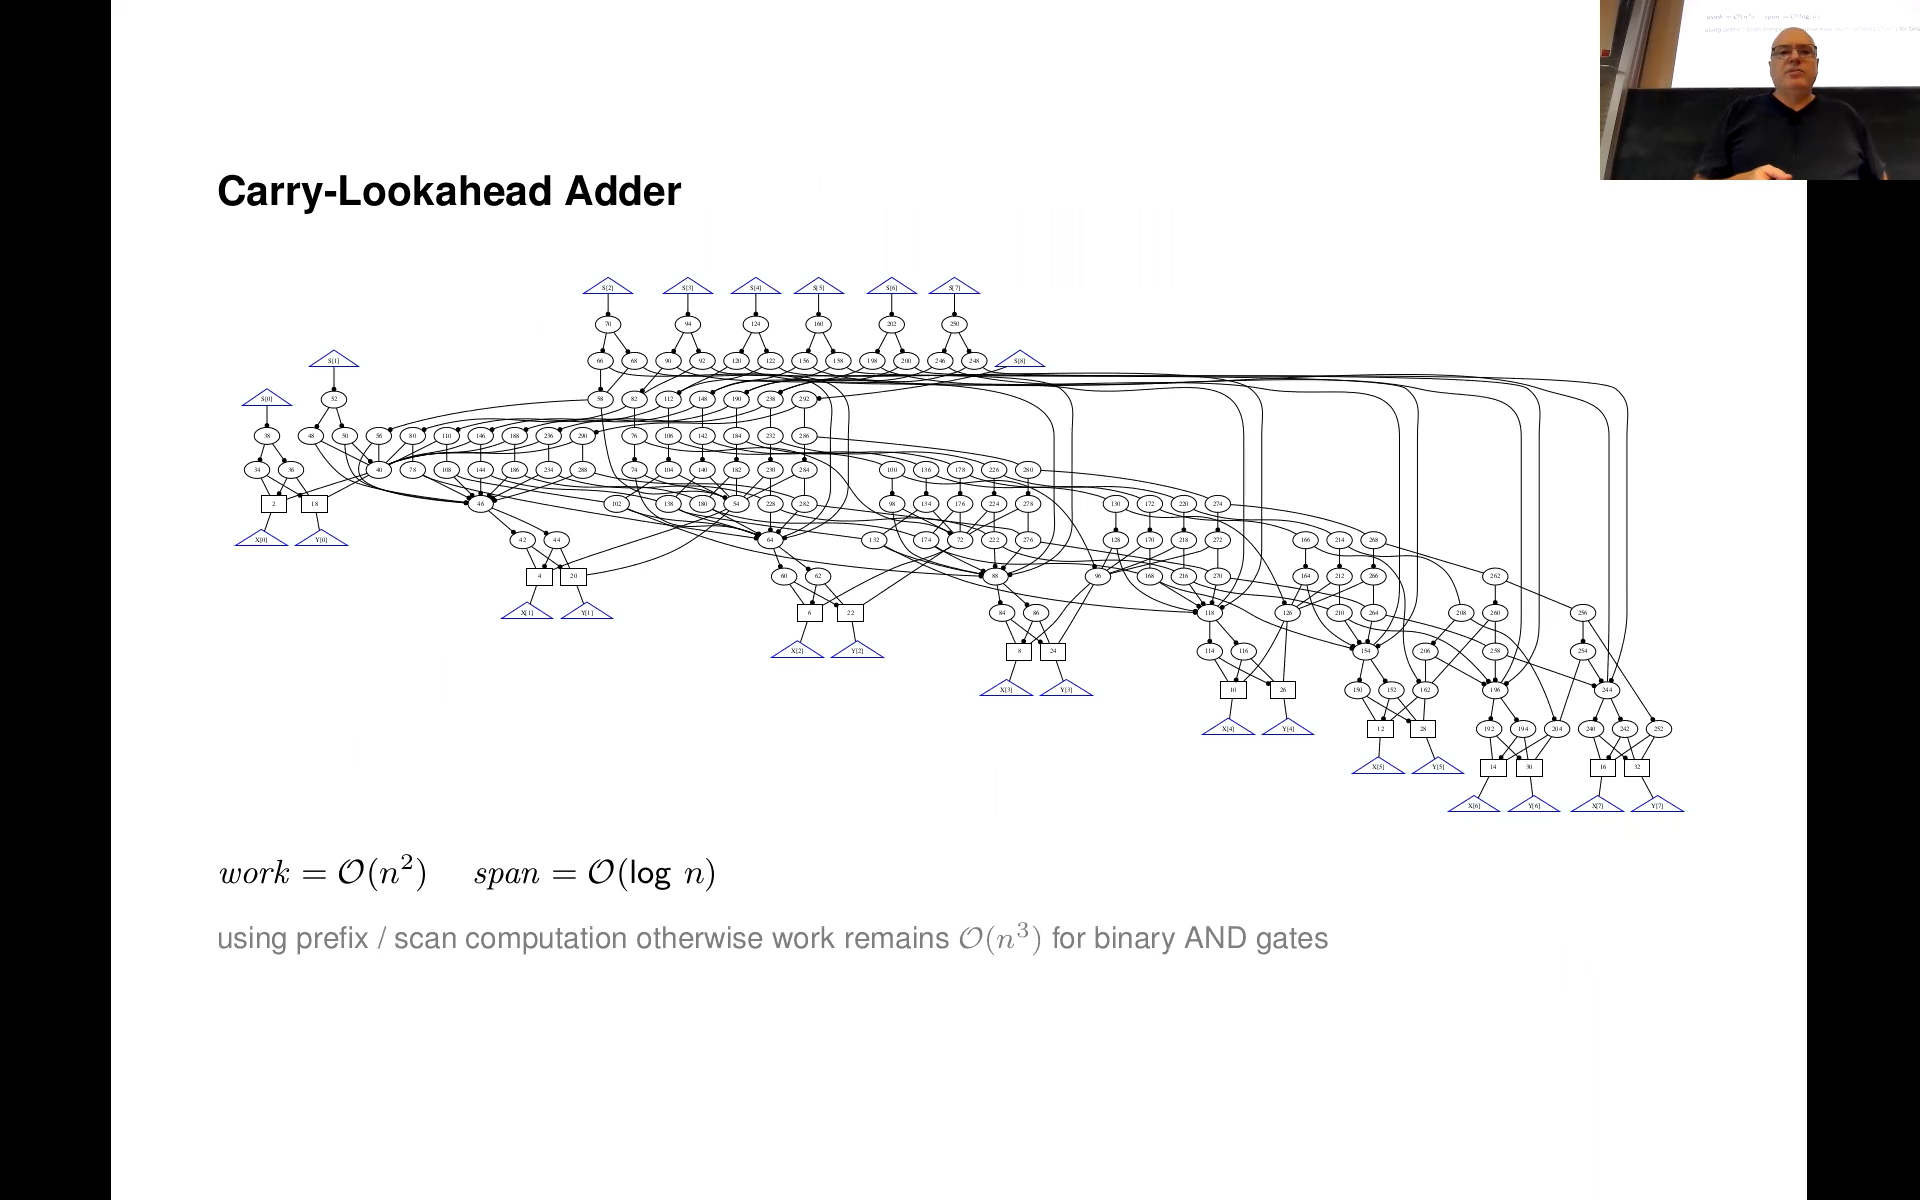 work = O(n²) span = O(log n)
Carry-Lookahead Adder
S[2] S[3] S[4] S[5] S[6] S[7]
70 94 124 160 202 250
S[1] 66 68 90 92 120 122 156 158 198 200 246 248 S[8]
S[0] 52 58 82 112 148 190 238 292
38 48 50 56 80 110 146 188 236 290 76 106 142 184 232 286
34 36 40 78 108 144 186 234 288 74 104 140 182 230 284 100 136 178 226 280
2 18 46 102 138 180 54 228 282 98 134 176 224 278 130 172 220 274
X[0] Y[0] 42 44 64 132 174 72 222 276 128 170 218 272 166 214 268
4 20 60 62 88 96 168 216 270 164 212 266 262
X[1] Y[1] 6 22 84 86 118 126 210 264 208 260 256
X[2] Y[2] 8 24 114 116 154 206 258 254
X[3] Y[3] 10 26 150 152 162 196 244
X[4] Y[4] 12 28 192 194 204 240 242 252
X[5] Y[5] 14 30 16 32
X[6] Y[6] X[7] Y[7]
work = O(n²) span = O(log n)
using prefix / scan computation otherwise work remains O(n³) for binary AND gates